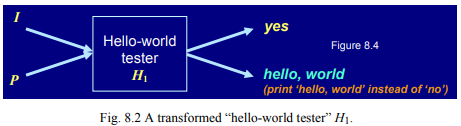 I
yes
Hello-world
tester
H1
Figure 8.4
P
hello, world
(print ‘hello, world’ instead of ‘no’)
Fig. 8.2 A transformed “hello-world tester” H1.